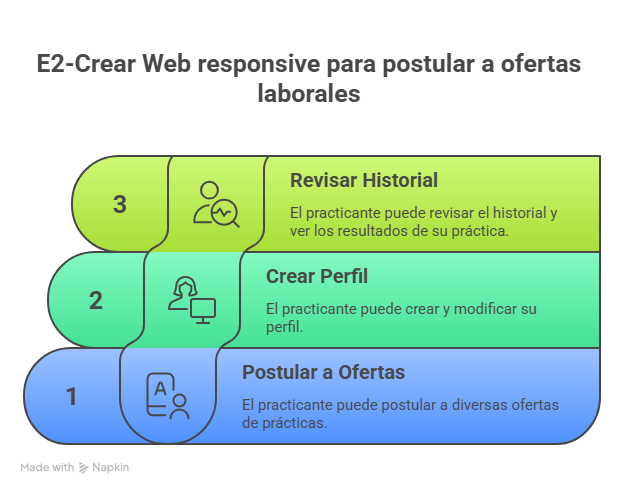 E2-Crear Web responsive para postular a ofertas
laborales
3
Revisar Historial
El practicante puede revisar el historial y
ver los resultados de su práctica.
2
Crear Perfil
El practicante puede crear y modificar su
perfil.
1
A
Postular a Ofertas
El practicante puede postular a diversas ofertas
de prácticas.
Made with Napkin